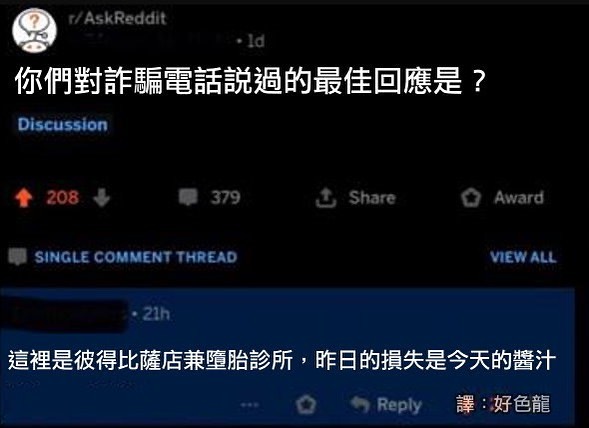 r/AskReddit
• 1d
你們對詐騙電話説過的最佳回應是？
Discussion
208
379
Share
Award
SINGLE COMMENT THREAD
VIEW ALL
• 21h
這裡是彼得比薩店兼墮胎診所，昨日的損失是今天的醬汁
... Reply
譯：好色龍